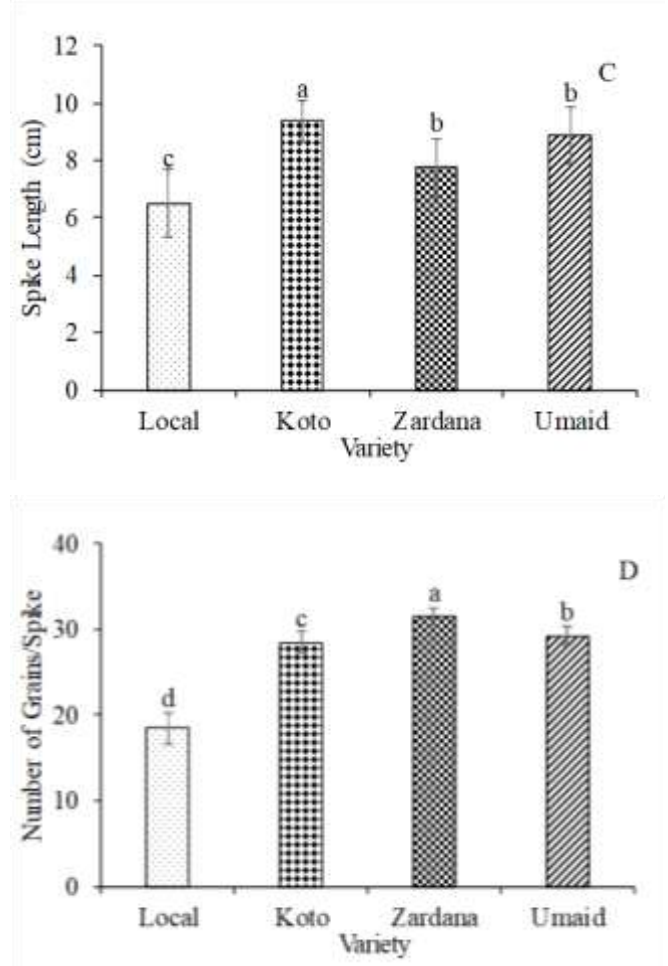 12
C
a
b
10
b
8
c
6
4
2
0
Spike Length (cm)
Local Koto Zardana Umaid
Variety
40
D
a
b
c
30
d
20
10
0
Number of Grains/Spike
Local Koto Zardana Umaid
Variety